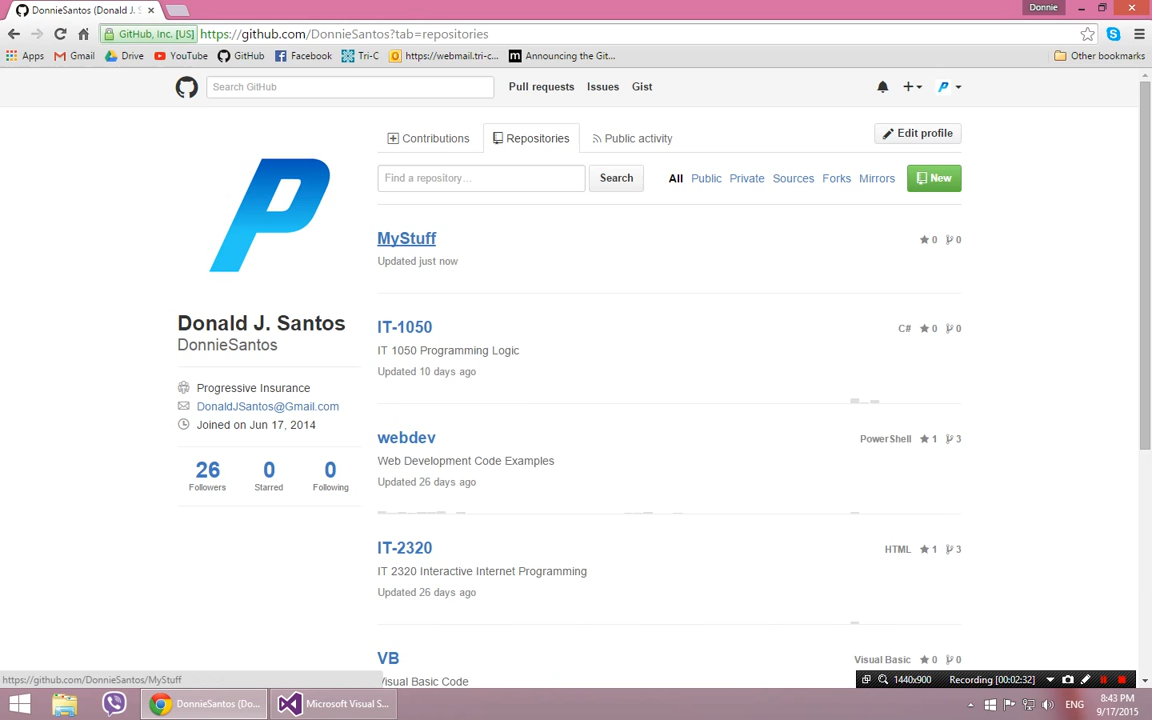 DonnieSantos (Donald J. S
Donnie
GitHub, Inc. [US] https://github.com/DonnieSantos?tab=repositories
Apps Gmail Drive YouTube GitHub Facebook Tri-C https://webmail.tri-c... Announcing the Git... Other bookmarks
Search GitHub Pull requests Issues Gist
Contributions Repositories Public activity Edit profile
Find a repository... Search All Public Private Sources Forks Mirrors New
MyStuff 0 0
Updated just now
Donald J. Santos
DonnieSantos
Progressive Insurance
DonaldJSantos@Gmail.com
Joined on Jun 17, 2014
26 0 0
Followers Starred Following
IT-1050 C# 0 0
IT 1050 Programming Logic
Updated 10 days ago
webdev PowerShell 1 3
Web Development Code Examples
Updated 26 days ago
IT-2320 HTML 1 3
IT 2320 Interactive Internet Programming
Updated 26 days ago
VB Visual Basic 0 0
Visual Basic Code
https://github.com/DonnieSantos/MyStuff
1440x900 Recording [00:02:32]
DonnieSantos (Do... Microsoft Visual S... ENG 8:43 PM
9/17/2015